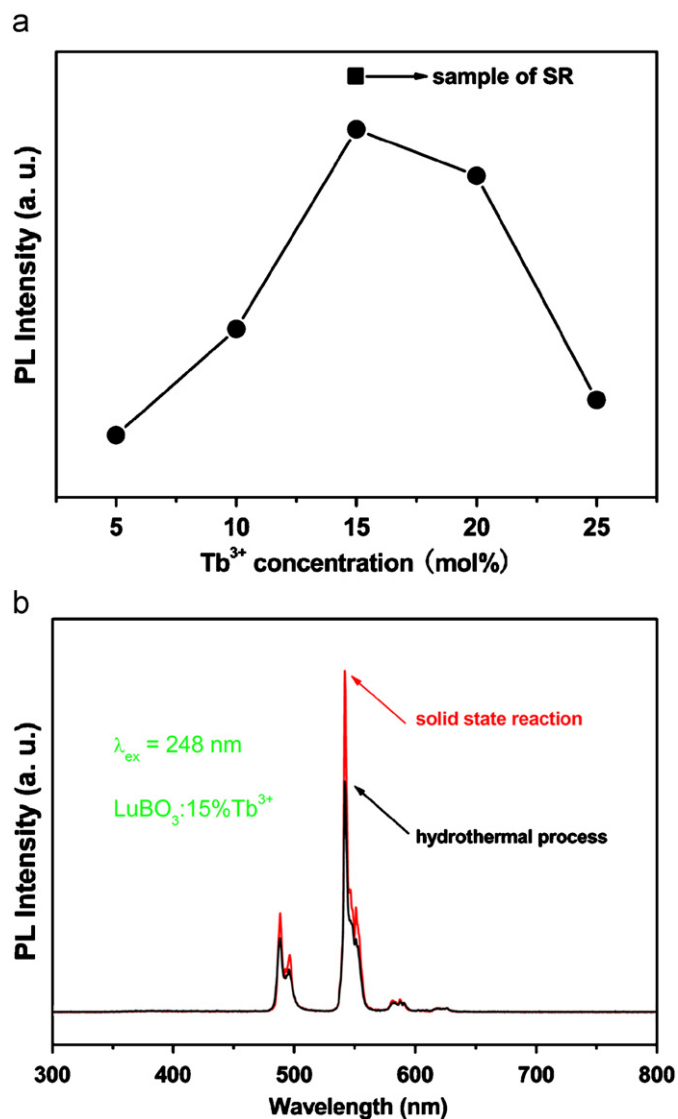 a
sample of SR
PL Intensity (a. u.)
5 10 15 20 25
Tb³⁺ concentration (mol%)
b
solid state reaction
λex = 248 nm
LuBO₃:15%Tb³⁺
hydrothermal process
PL Intensity (a. u.)
300 400 500 600 700 800
Wavelength (nm)